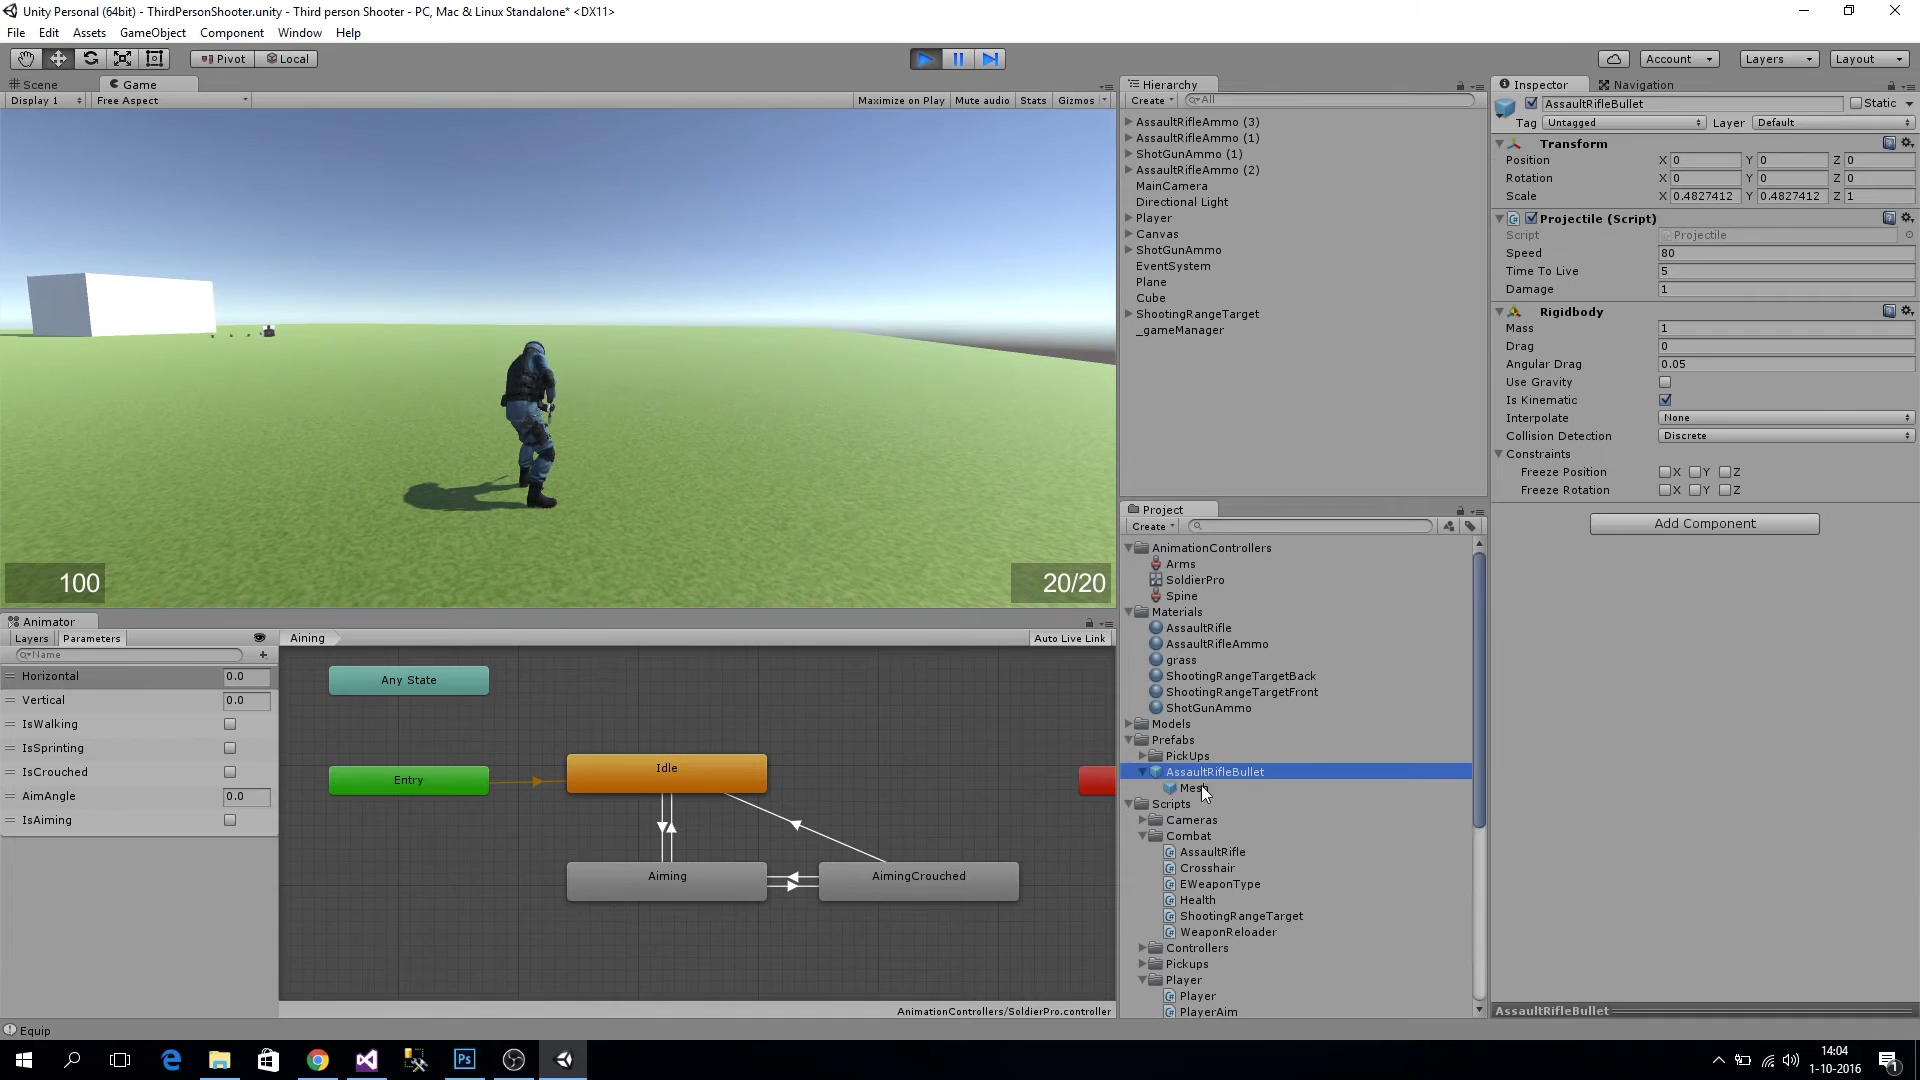 Unity Personal (64bit) - ThirdPersonShooter.unity - Third person Shooter - PC, Mac & Linux Standalone* <DX11>
File Edit Assets GameObject Component Window Help
Pivot Local Account Layers Layout
Scene Game
Display 1 Free Aspect Maximize on Play Mute audio Stats Gizmos
100
20/20
Animator
Layers Parameters Aining Auto Live Link
Name
Horizontal 0.0
Vertical 0.0
IsWalking
IsSprinting
IsCrouched
AimAngle 0.0
IsAiming
Any State
Entry
Idle
Aiming
AimingCrouched
AnimationControllers/SoldierPro.controller
Equip
Hierarchy
Create All
AssaultRifleAmmo (3)
AssaultRifleAmmo (1)
ShotGunAmmo (1)
AssaultRifleAmmo (2)
MainCamera
Directional Light
Player
Canvas
ShotGunAmmo
EventSystem
Plane
Cube
ShootingRangeTarget
_gameManager
Project
Create
AnimationControllers
Arms
SoldierPro
Spine
Materials
AssaultRifle
AssaultRifleAmmo
grass
ShootingRangeTargetBack
ShootingRangeTargetFront
ShotGunAmmo
Models
Prefabs
PickUps
AssaultRifleBullet
Mesh
Scripts
Cameras
Combat
AssaultRifle
Crosshair
EWeaponType
Health
ShootingRangeTarget
WeaponReloader
Controllers
Pickups
Player
Player
PlayerAim
Inspector Navigation
AssaultRifleBullet Static
Tag Untagged Layer Default
Transform
Position X 0 Y 0 Z 0
Rotation X 0 Y 0 Z 0
Scale X 0.4827412 Y 0.4827412 Z 1
Projectile (Script)
Script Projectile
Speed 80
Time To Live 5
Damage 1
Rigidbody
Mass 1
Drag 0
Angular Drag 0.05
Use Gravity
Is Kinematic
Interpolate None
Collision Detection Discrete
Constraints
Freeze Position X Y Z
Freeze Rotation X Y Z
Add Component
AssaultRifleBullet
Ps
14:04
1-10-2016
1